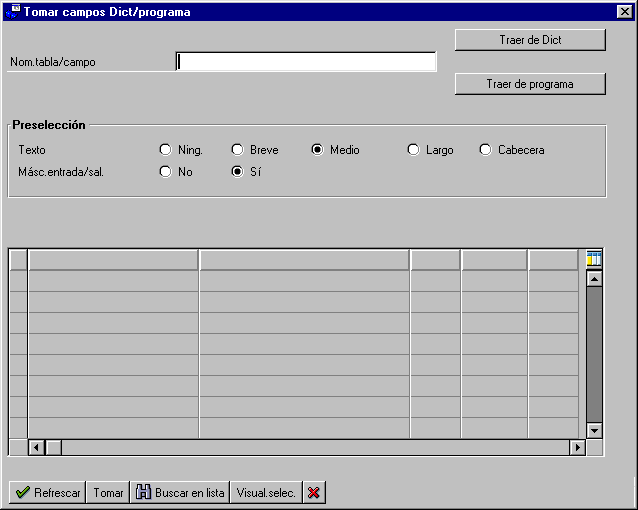 Tomar campos Dict/programa
Traer de Dict
Nom.tabla/campo
Traer de programa
Preselección
Texto Ning. Breve Medio Largo Cabecera
Másc.entrada/sal. No Sí
Refrescar Tomar Buscar en lista Visual.selec.